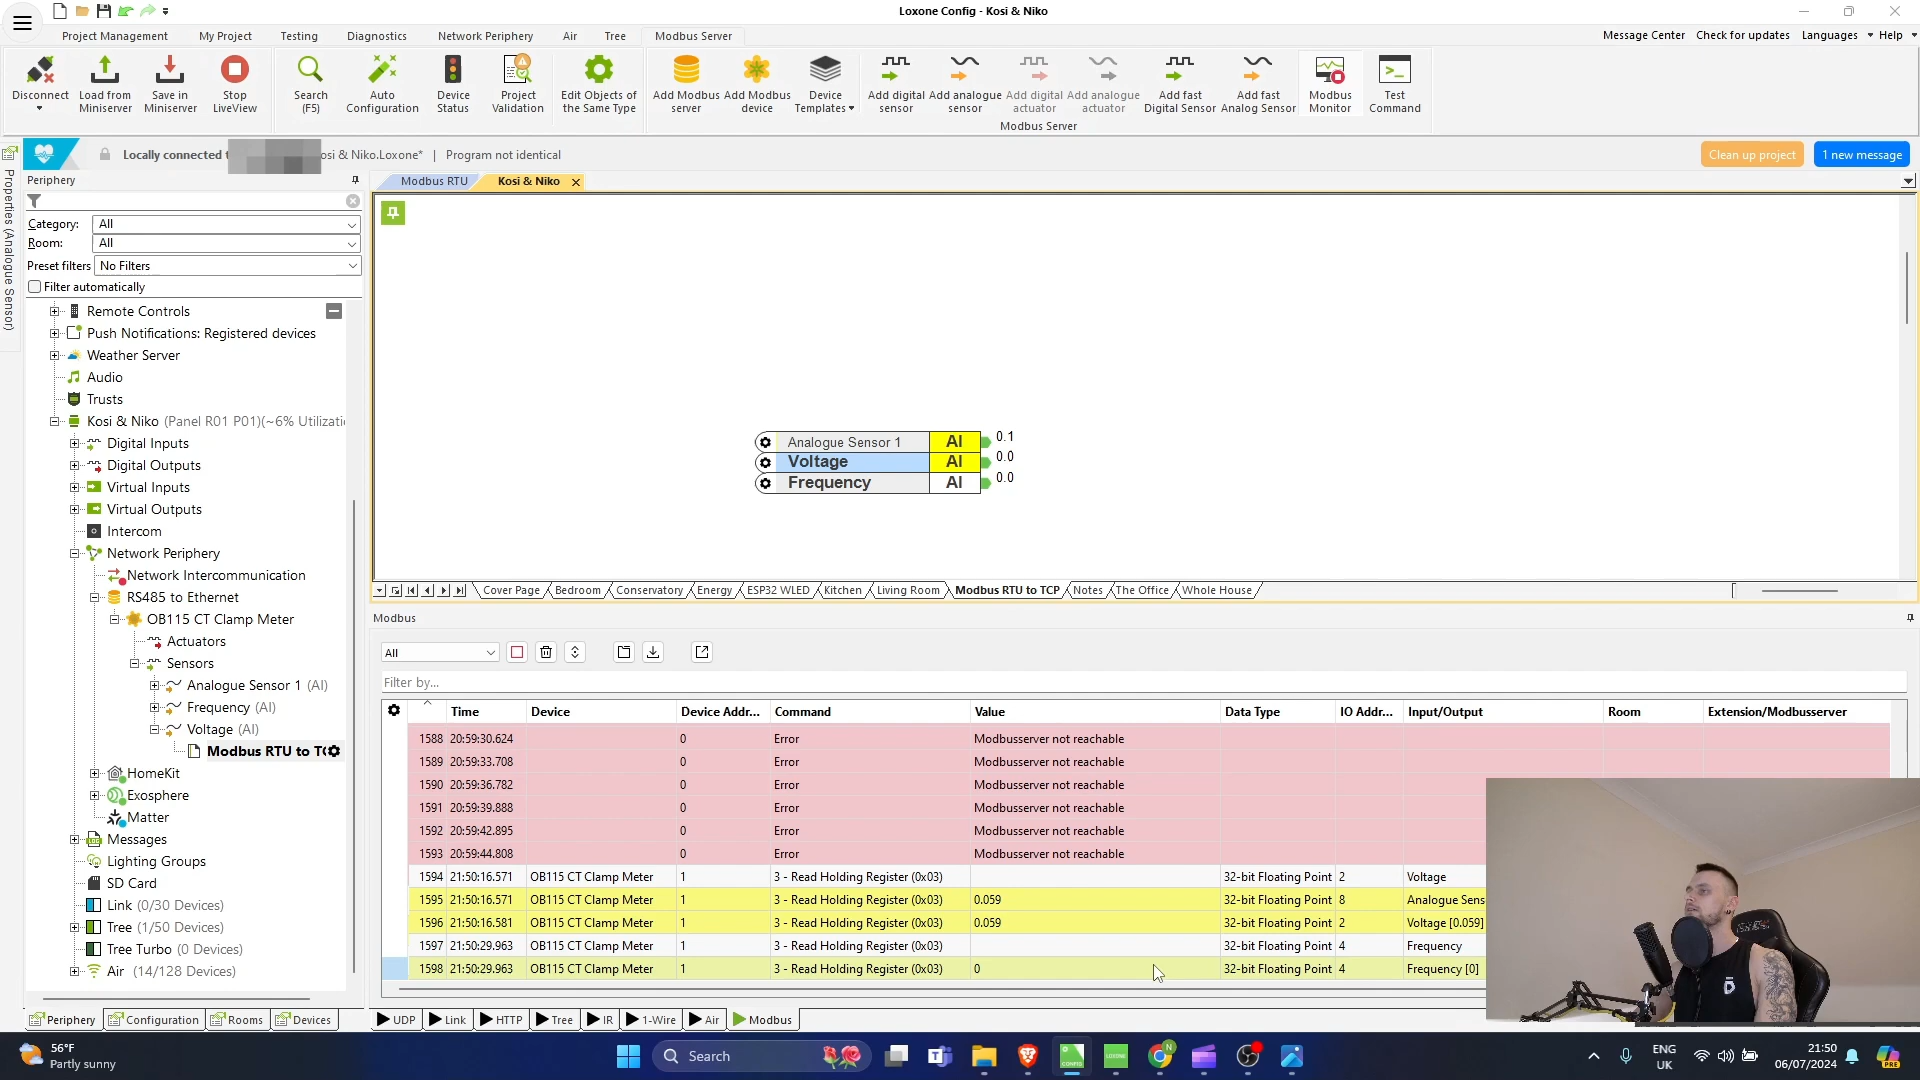 Loxone Config - Kosi & Niko
Project Management My Project Testing Diagnostics Network Periphery Air Tree Modbus Server
Message Center Check for updates Languages Help
Disconnect
Load from Miniserver
Save in Miniserver
Stop LiveView
Search (F5)
Auto Configuration
Device Status
Project Validation
Edit Objects of the Same Type
Add Modbus server
Add Modbus device
Device Templates
Add digital sensor
Add analogue sensor
Add digital actuator
Add analogue actuator
Add fast Digital Sensor
Add fast Analog Sensor
Modbus Monitor
Test Command
Modbus Server
Locally connected osi & Niko.Loxone* | Program not identical
Clean up project
1 new message
Properties (Analogue Sensor)
Periphery
Category: All
Room: All
Preset filters No Filters
Filter automatically
Remote Controls
Push Notifications: Registered devices
Weather Server
Audio
Trusts
Kosi & Niko (Panel R01 P01)(~6% Utilizati
Digital Inputs
Digital Outputs
Virtual Inputs
Virtual Outputs
Intercom
Network Periphery
Network Intercommunication
RS485 to Ethernet
OB115 CT Clamp Meter
Actuators
Sensors
Analogue Sensor 1 (AI)
Frequency (AI)
Voltage (AI)
Modbus RTU to T
HomeKit
Exosphere
Matter
Messages
Lighting Groups
SD Card
Link (0/30 Devices)
Tree (1/50 Devices)
Tree Turbo (0 Devices)
Air (14/128 Devices)
Periphery Configuration Rooms Devices
Modbus RTU Kosi & Niko
Analogue Sensor 1 AI 0.1
Voltage AI 0.0
Frequency AI 0.0
Cover Page Bedroom Conservatory Energy ESP32 WLED Kitchen Living Room Modbus RTU to TCP Notes The Office Whole House
Modbus
All
Filter by...
Time Device Device Addr... Command Value Data Type IO Addr... Input/Output Room Extension/Modbusserver
1588 20:59:30.624 0 Error Modbusserver not reachable
1589 20:59:33.708 0 Error Modbusserver not reachable
1590 20:59:36.782 0 Error Modbusserver not reachable
1591 20:59:39.888 0 Error Modbusserver not reachable
1592 20:59:42.895 0 Error Modbusserver not reachable
1593 20:59:44.808 0 Error Modbusserver not reachable
1594 21:50:16.571 OB115 CT Clamp Meter 1 3 - Read Holding Register (0x03) 32-bit Floating Point 2 Voltage
1595 21:50:16.571 OB115 CT Clamp Meter 1 3 - Read Holding Register (0x03) 0.059 32-bit Floating Point 8 Analogue Sens
1596 21:50:16.581 OB115 CT Clamp Meter 1 3 - Read Holding Register (0x03) 0.059 32-bit Floating Point 2 Voltage [0.059]
1597 21:50:29.963 OB115 CT Clamp Meter 1 3 - Read Holding Register (0x03) 32-bit Floating Point 4 Frequency
1598 21:50:29.963 OB115 CT Clamp Meter 1 3 - Read Holding Register (0x03) 0 32-bit Floating Point 4 Frequency [0]
UDP Link HTTP Tree IR 1-Wire Air Modbus
56°F
Partly sunny
Search
ENG
UK
21:50
06/07/2024